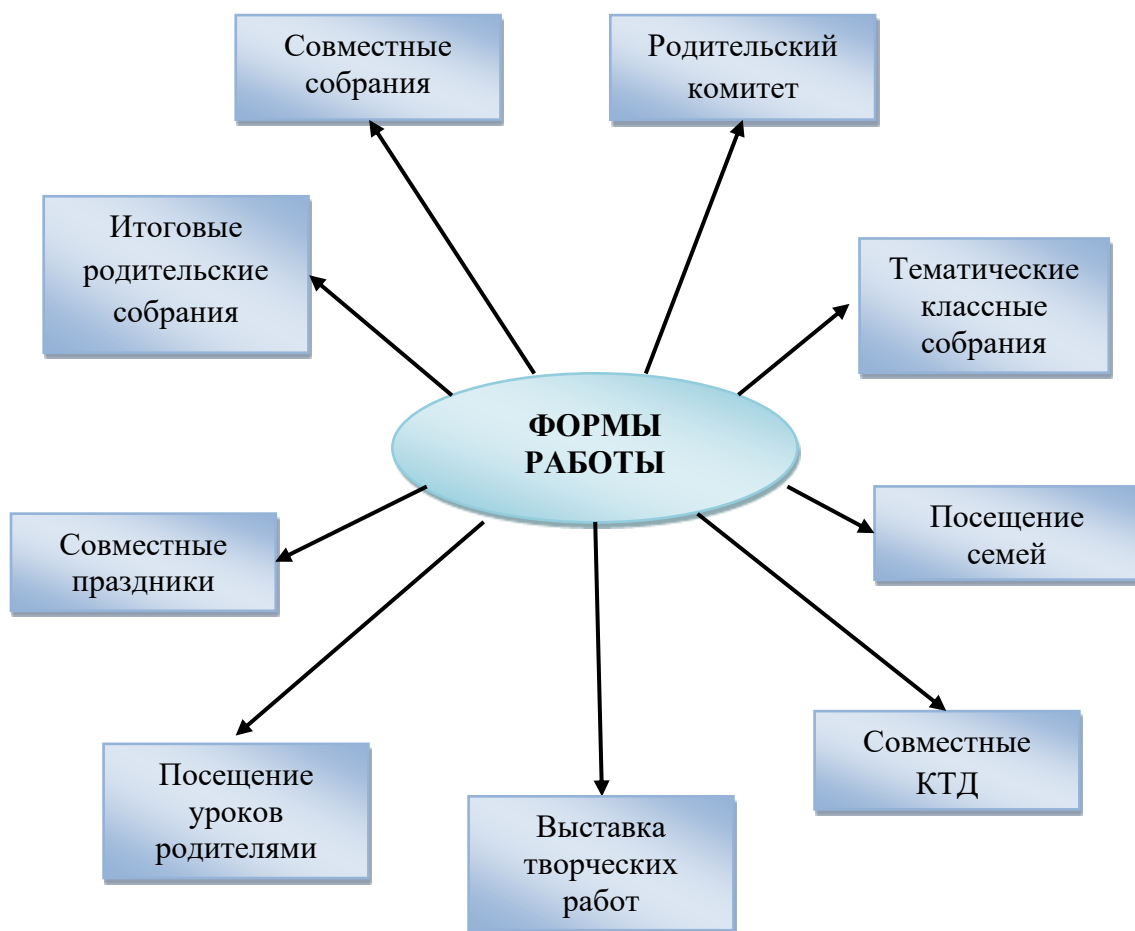 Совместные
собрания
Родительский
комитет
Итоговые
родительские
собрания
Тематические
классные
собрания
ФОРМЫ
РАБОТЫ
Посещение
семей
Совместные
праздники
Совместные
КТД
Посещение
уроков
родителями
Выставка
творческих
работ